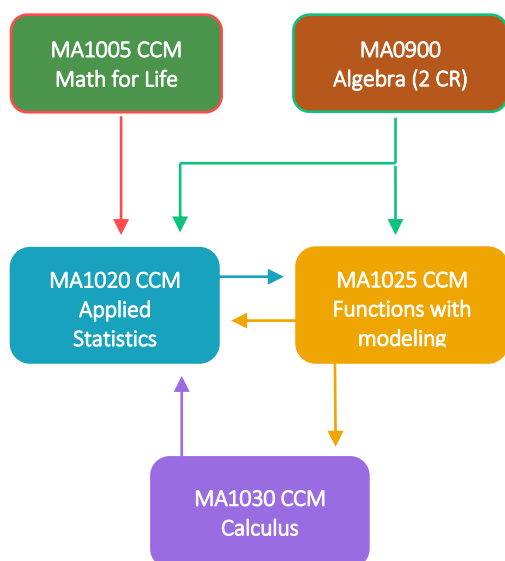 MA1005 CCM
Math for Life
MA0900
Algebra (2 CR)
MA1020 CCM
Applied
Statistics
MA1025 CCM
Functions with
modeling
MA1030 CCM
Calculus